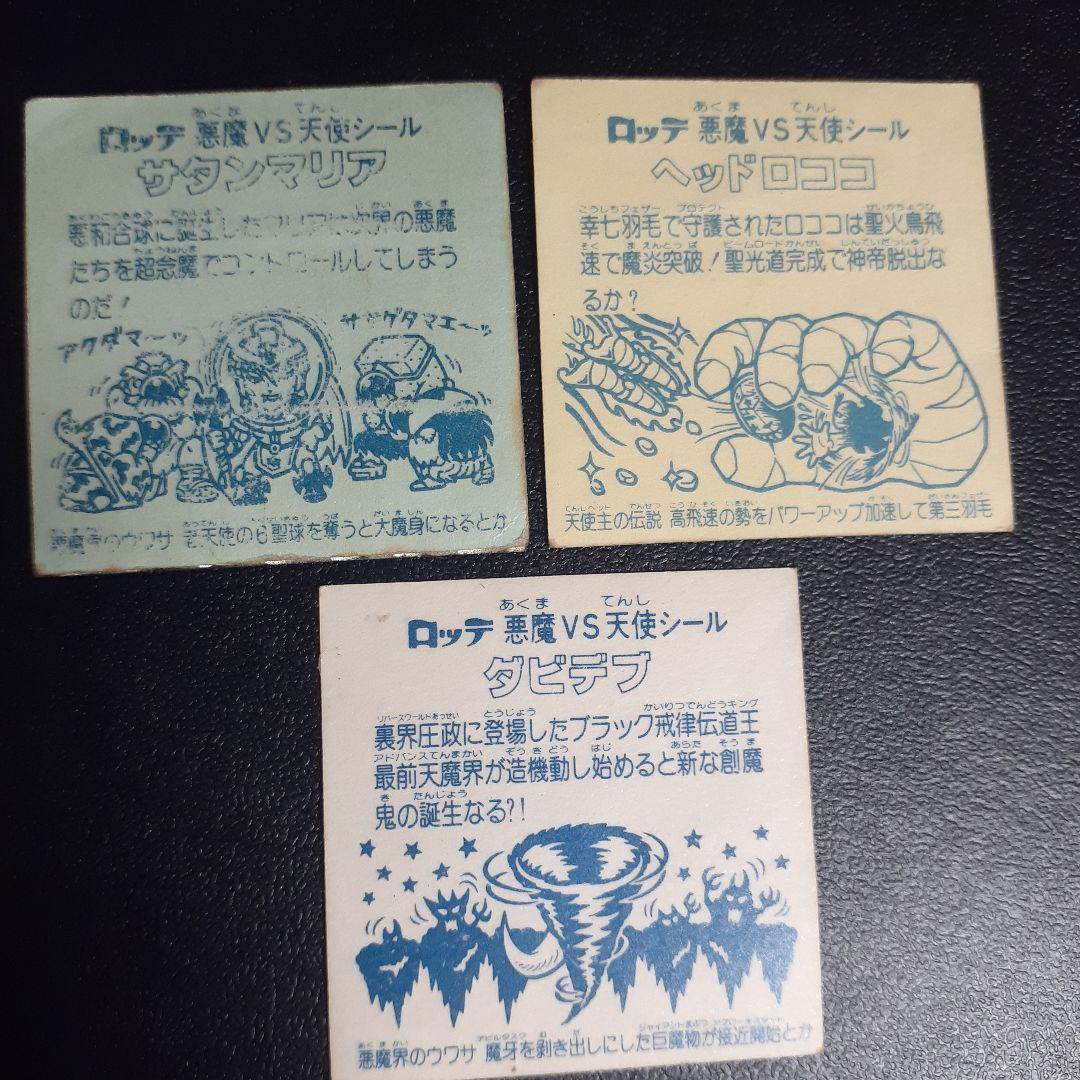 ロッテ 悪魔VS天使シール
サタンマリア
悪和合球に誕生したマリアは次界の悪魔
たちを超念魔でコントロールしてしまう
のだ！
アクダマ〜ッ
ササゲタマエ〜ッ
悪魔界のウワサ 老天使の6聖球を奪うと大魔身になるとか
ロッテ 悪魔VS天使シール
ヘッドロココ
幸七羽毛で守護されたロココは聖火鳥飛
速で魔炎突破！聖光道完成で神帝脱出な
るか？
天使主の伝説 高飛速の勢をパワーアップ加速して第三羽毛
ロッテ 悪魔VS天使シール
ダビデブ
裏界圧政に登場したブラック戒律伝道王
最前天魔界が造機動し始めると新な創魔
鬼の誕生なる?!
悪魔界のウワサ 魔牙を剥き出しにした巨魔物が接近開始とか